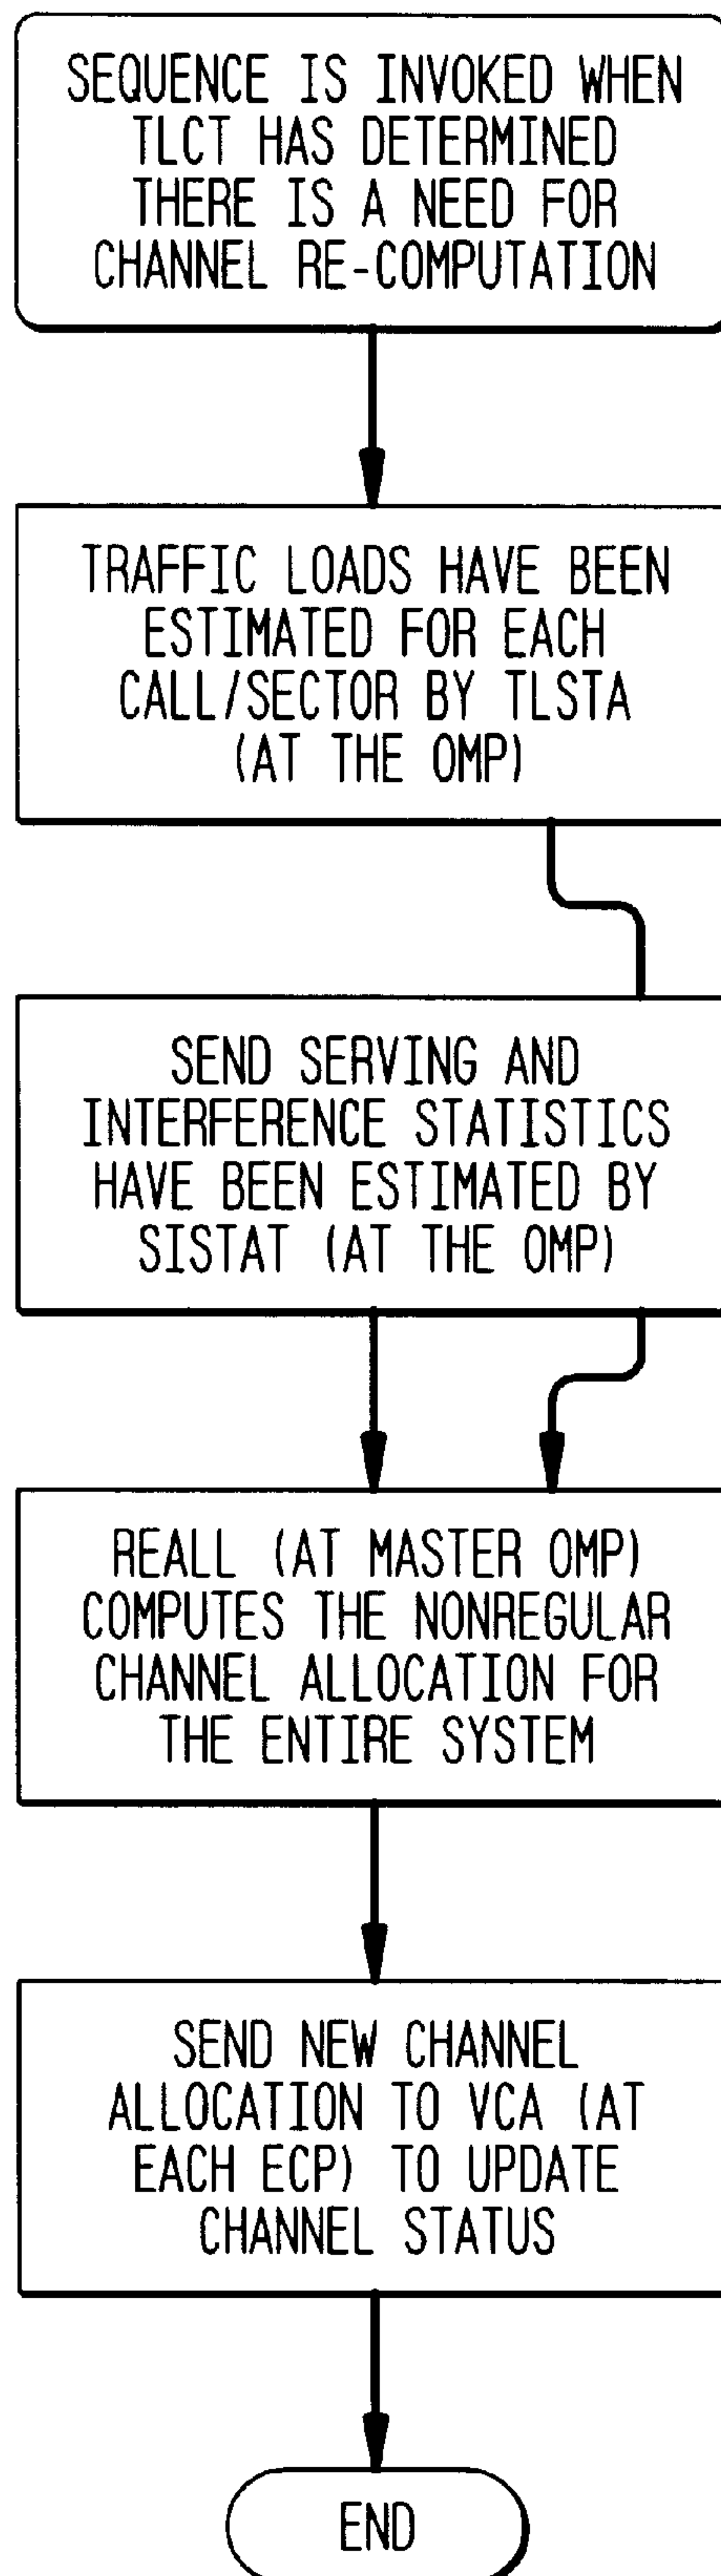 SEQUENCE IS INVOKED WHEN
TLCT HAS DETERMINED
THERE IS A NEED FOR
CHANNEL RE-COMPUTATION
TRAFFIC LOADS HAVE BEEN
ESTIMATED FOR EACH
CALL/SECTOR BY TLSTA
(AT THE OMP)
SEND SERVING AND
INTERFERENCE STATISTICS
HAVE BEEN ESTIMATED BY
SISTAT (AT THE OMP)
REALL (AT MASTER OMP)
COMPUTES THE NONREGULAR
CHANNEL ALLOCATION FOR
THE ENTIRE SYSTEM
SEND NEW CHANNEL
ALLOCATION TO VCA (AT
EACH ECP) TO UPDATE
CHANNEL STATUS
END